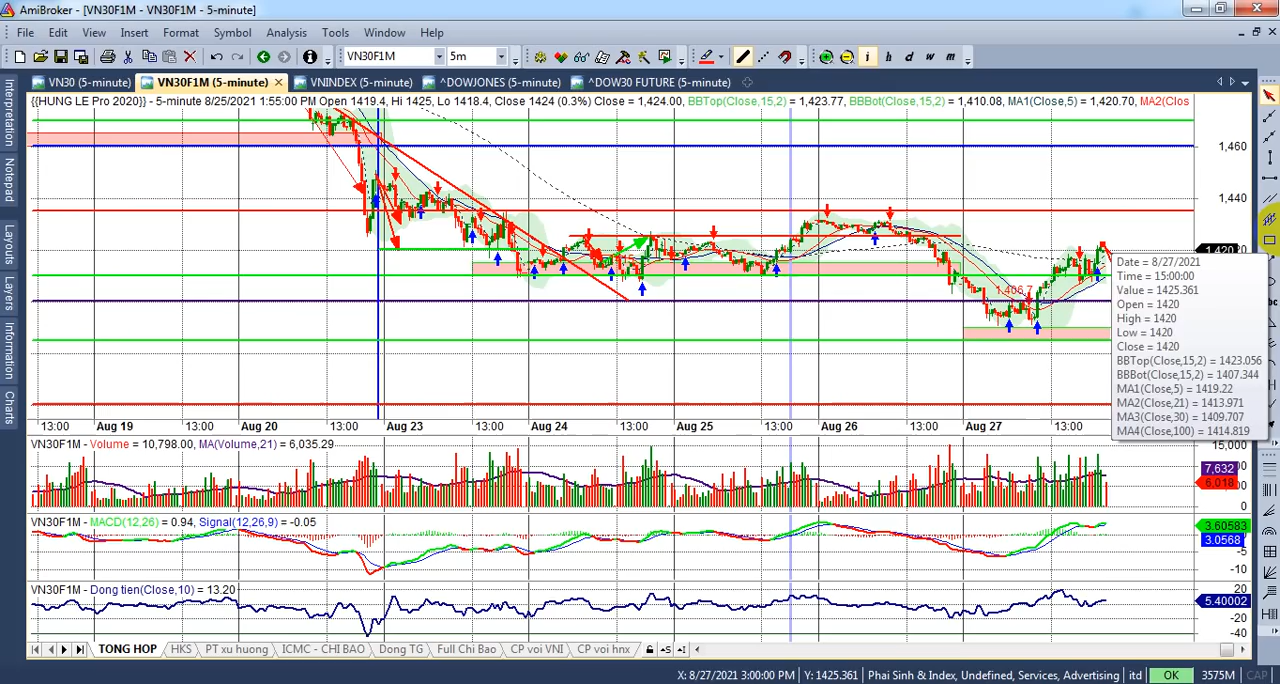 AmiBroker - [VN30F1M - VN30F1M - 5-minute]
File Edit View Insert Format Symbol Analysis Tools Window Help
VN30F1M 5m i h d w m
VN30 (5-minute) VN30F1M (5-minute) VNINDEX (5-minute) ^DOWJONES (5-minute) ^DOW30 FUTURE (5-minute)
{{HUNG LE Pro 2020}} - 5-minute 8/25/2021 1:55:00 PM Open 1419.4, Hi 1425, Lo 1418.4, Close 1424 (0.3%) Close = 1,424.00, BBTop(Close,15,2) = 1,423.77, BBBot(Close,15,2) = 1,410.08, MA1(Close,5) = 1,420.70, MA2(Clos
Interpretation
Notepad
Layouts
Layers
Information
Charts
1,460
1,440
1,420
1,406.7
Date = 8/27/2021
Time = 15:00:00
Value = 1425.361
Open = 1420
High = 1420
Low = 1420
Close = 1420
BBTop(Close,15,2) = 1423.056
BBBot(Close,15,2) = 1407.344
MA1(Close,5) = 1419.22
MA2(Close,21) = 1413.971
MA3(Close,30) = 1409.707
MA4(Close,100) = 1414.819
13:00 Aug 19 13:00 Aug 20 13:00 Aug 23 13:00 Aug 24 13:00 Aug 25 13:00 Aug 26 13:00 Aug 27 13:00
VN30F1M - Volume = 10,798.00, MA(Volume,21) = 6,035.29
15,000
7,632
6,018
VN30F1M - MACD(12,26) = 0.94, Signal(12,26,9) = -0.05
3.60583
3.0568
-5
-10
VN30F1M - Dong tien(Close,10) = 13.20
20
5.40002
-20
-40
TONG HOP HKS PT xu huong ICMC - CHI BAO Dong TG Full Chi Bao CP voi VNI CP voi hnx
X: 8/27/2021 3:00:00 PM Y: 1425.361 Phai Sinh & Index, Undefined, Services, Advertising itd OK 3575M CAP